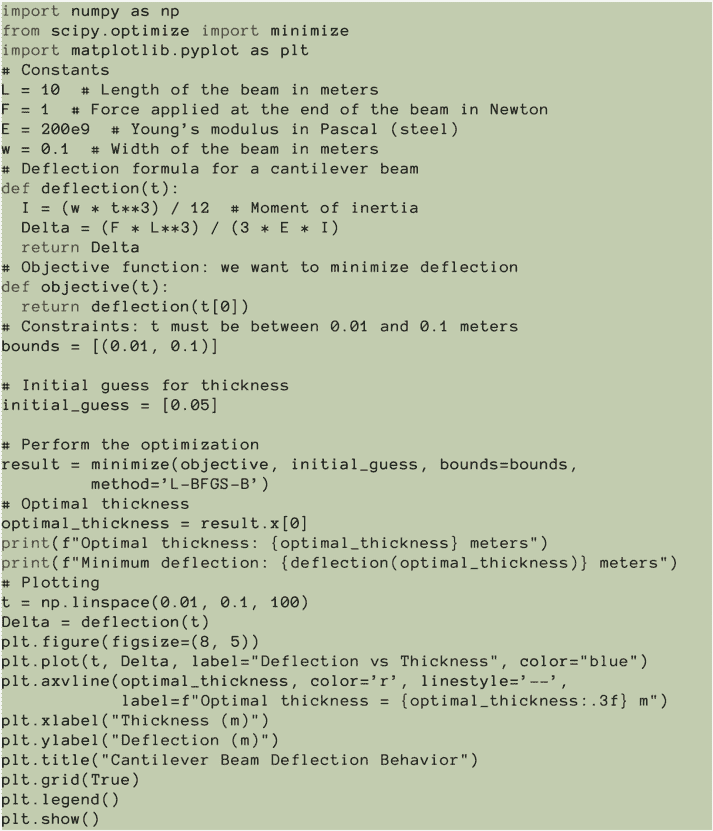 import numpy as np
from scipy.optimize import minimize
import matplotlib.pyplot as plt
# Constants
L = 10  # Length of the beam in meters
F = 1  # Force applied at the end of the beam in Newton
E = 200e9  # Young’s modulus in Pascal (steel)
w = 0.1  # Width of the beam in meters
# Deflection formula for a cantilever beam
def deflection(t):
  I = (w * t**3) / 12  # Moment of inertia
  Delta = (F * L**3) / (3 * E * I)
  return Delta
# Objective function: we want to minimize deflection
def objective(t):
  return deflection(t[0])
# Constraints: t must be between 0.01 and 0.1 meters
bounds = [(0.01, 0.1)]

# Initial guess for thickness
initial_guess = [0.05]

# Perform the optimization
result = minimize(objective, initial_guess, bounds=bounds,
         method=’L-BFGS-B’)
# Optimal thickness
optimal_thickness = result.x[0]
print(f"Optimal thickness: {optimal_thickness} meters")
print(f"Minimum deflection: {deflection(optimal_thickness)} meters")
# Plotting
t = np.linspace(0.01, 0.1, 100)
Delta = deflection(t)
plt.figure(figsize=(8, 5))
plt.plot(t, Delta, label="Deflection vs Thickness", color="blue")
plt.axvline(optimal_thickness, color=’r’, linestyle=’--’,
            label=f"Optimal thickness = {optimal_thickness:.3f} m")
plt.xlabel("Thickness (m)")
plt.ylabel("Deflection (m)")
plt.title("Cantilever Beam Deflection Behavior")
plt.grid(True)
plt.legend()
plt.show()